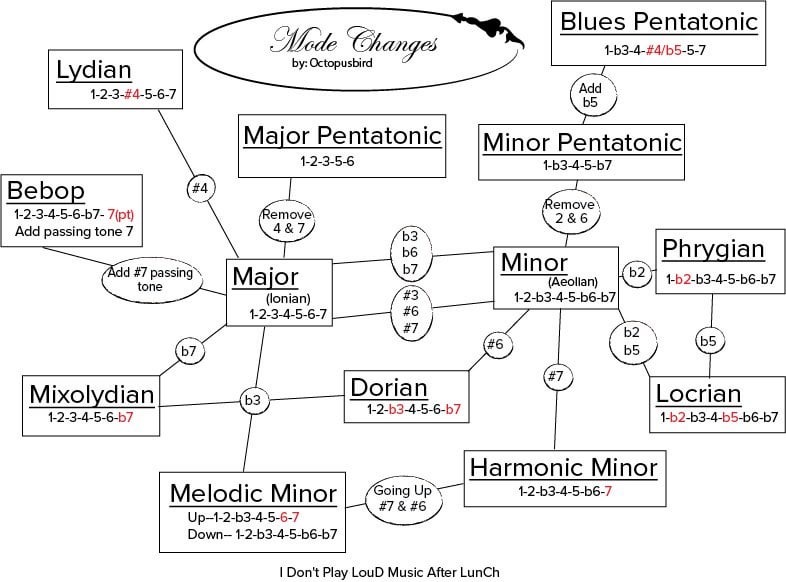 Mode Changes
by: Octopusbird
Blues Pentatonic
1-b3-4-#4/b5-5-7
Lydian
1-2-3-#4-5-6-7
Add
b5
Major Pentatonic
1-2-3-5-6
Minor Pentatonic
1-b3-4-5-b7
Bebop
1-2-3-4-5-6-b7- 7(pt)
Add passing tone 7
#4
Remove
4 & 7
Remove
2 & 6
b3
b6
b7
Phrygian
1-b2-b3-4-5-b6-b7
Add #7 passing
tone
Major
(Ionian)
1-2-3-4-5-6-7
Minor
(Aeolian)
1-2-b3-4-5-b6-b7
b2
#3
#6
#7
b7
#6
b2
b5
b5
#7
Mixolydian
1-2-3-4-5-6-b7
b3
Dorian
1-2-b3-4-5-6-b7
Locrian
1-b2-b3-4-b5-b6-b7
Melodic Minor
Up--1-2-b3-4-5-6-7
Down-- 1-2-b3-4-5-b6-b7
Going Up
#7 & #6
Harmonic Minor
1-2-b3-4-5-b6-7
I Don't Play LouD Music After LunCh